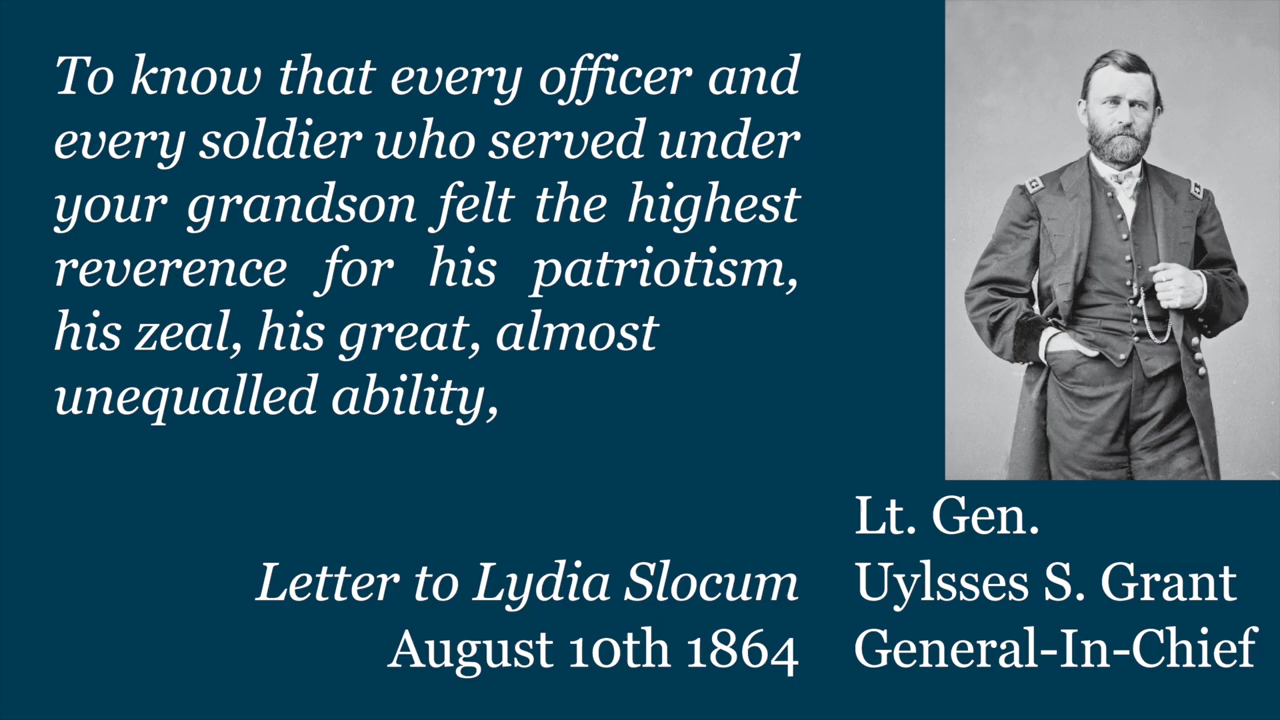 To know that every officer and
every soldier who served under
your grandson felt the highest
reverence for his patriotism,
his zeal, his great, almost
unequalled ability,
Letter to Lydia Slocum
August 10th 1864
Lt. Gen.
Uylsses S. Grant
General-In-Chief